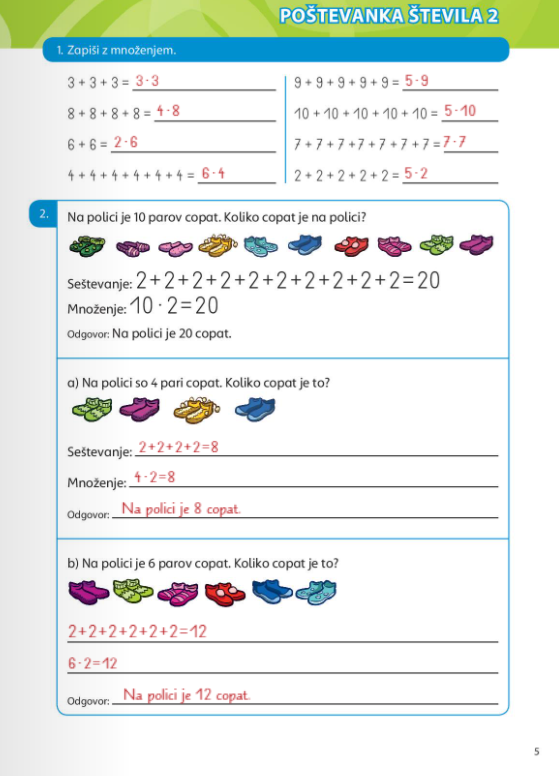 POŠTEVANKA ŠTEVILA 2
1. Zapiši z množenjem.
3 + 3 + 3 = 3·3
9 + 9 + 9 + 9 + 9 = 5·9
8 + 8 + 8 + 8 = 4·8
10 + 10 + 10 + 10 + 10 = 5·10
6 + 6 = 2·6
7 + 7 + 7 + 7 + 7 + 7 + 7 = 7·7
4 + 4 + 4 + 4 + 4 + 4 = 6·4
2 + 2 + 2 + 2 + 2 = 5·2
2. Na polici je 10 parov copat. Koliko copat je na polici?
Seštevanje: 2+2+2+2+2+2+2+2+2+2=20
Množenje: 10·2=20
Odgovor: Na polici je 20 copat.
a) Na polici so 4 pari copat. Koliko copat je to?
Seštevanje: 2+2+2+2=8
Množenje: 4·2=8
Odgovor: Na polici je 8 copat.
b) Na polici je 6 parov copat. Koliko copat je to?
2+2+2+2+2+2=12
6·2=12
Odgovor: Na polici je 12 copat.
5